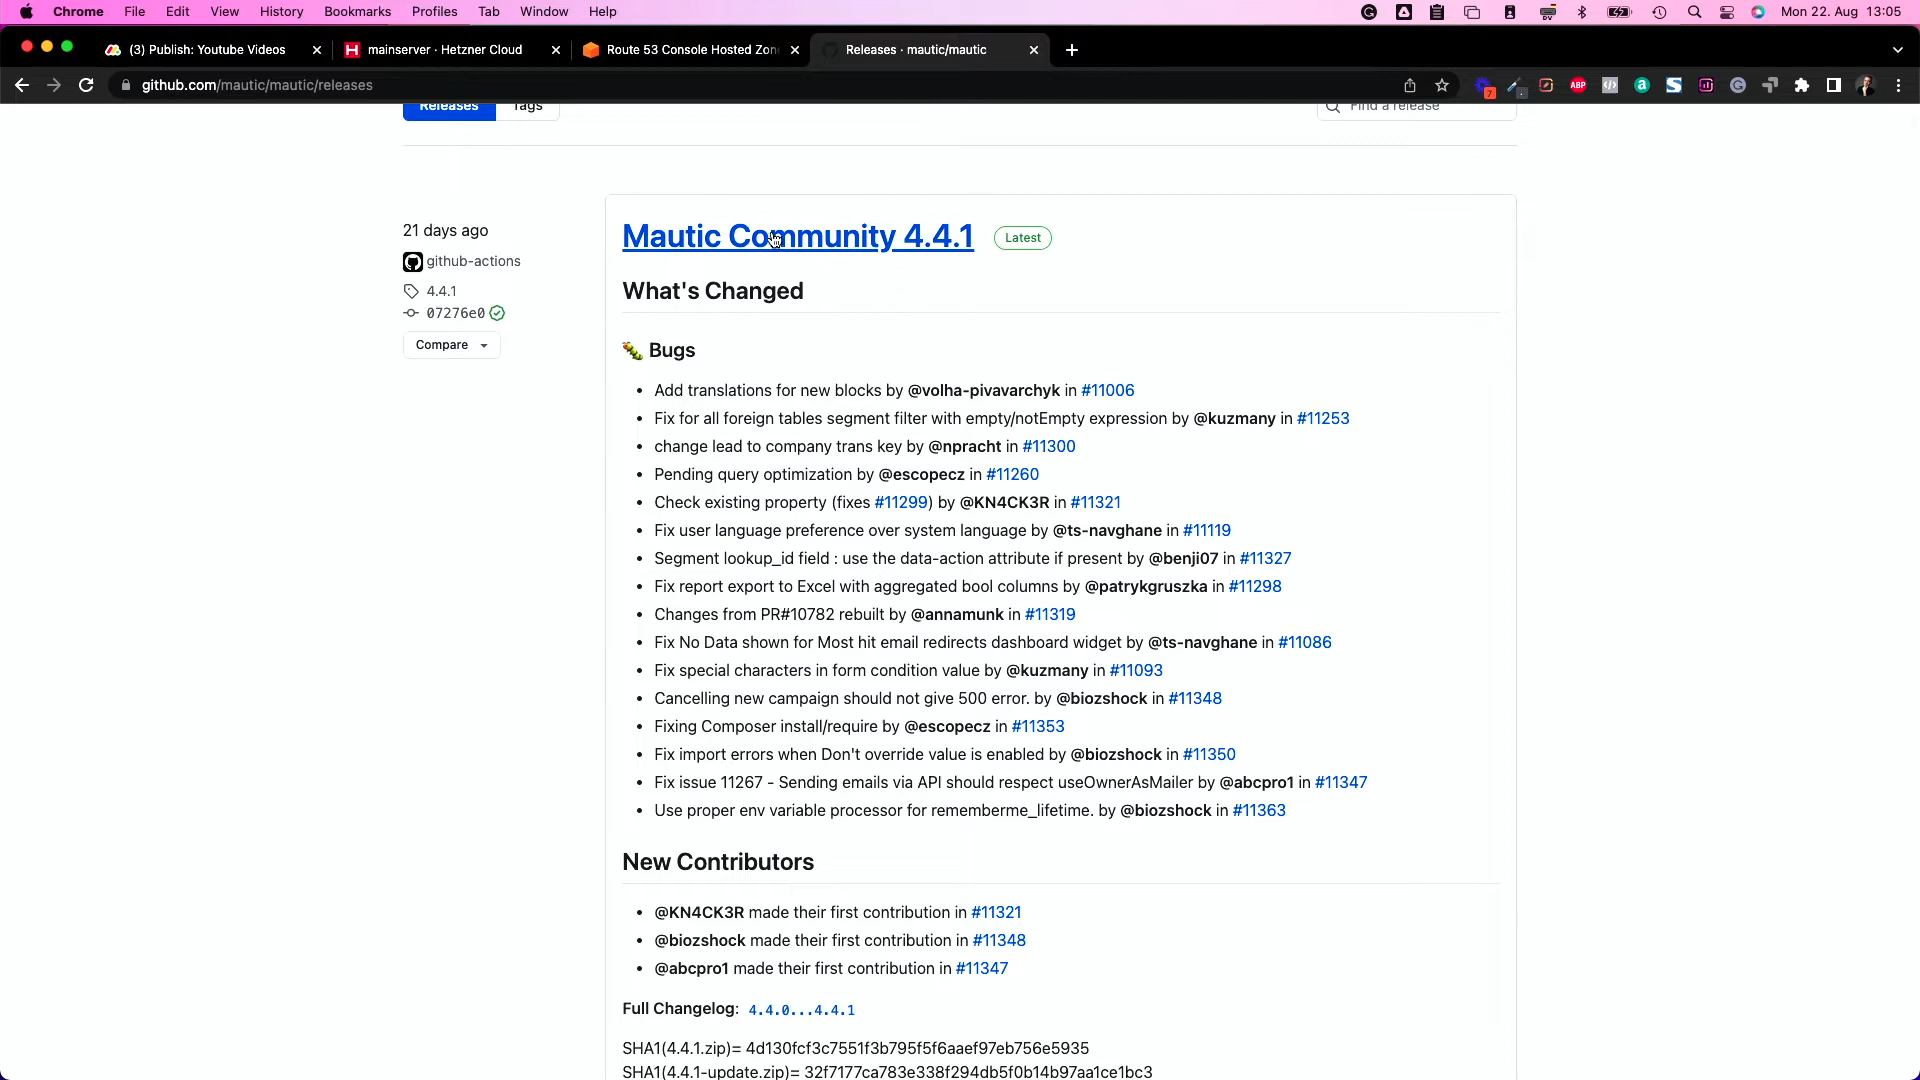 Chrome File Edit View History Bookmarks Profiles Tab Window Help Mon 22. Aug 13:05
(3) Publish: Youtube Videos mainserver · Hetzner Cloud Route 53 Console Hosted Zon Releases · mautic/mautic
github.com/mautic/mautic/releases 7 ABP
Releases Tags Find a release
21 days ago
github-actions
4.4.1
07276e0
Compare
Mautic Community 4.4.1 Latest
What's Changed
Bugs
• Add translations for new blocks by @volha-pivavarchyk in #11006
• Fix for all foreign tables segment filter with empty/notEmpty expression by @kuzmany in #11253
• change lead to company trans key by @npracht in #11300
• Pending query optimization by @escopecz in #11260
• Check existing property (fixes #11299) by @KN4CK3R in #11321
• Fix user language preference over system language by @ts-navghane in #11119
• Segment lookup_id field : use the data-action attribute if present by @benji07 in #11327
• Fix report export to Excel with aggregated bool columns by @patrykgruszka in #11298
• Changes from PR#10782 rebuilt by @annamunk in #11319
• Fix No Data shown for Most hit email redirects dashboard widget by @ts-navghane in #11086
• Fix special characters in form condition value by @kuzmany in #11093
• Cancelling new campaign should not give 500 error. by @biozshock in #11348
• Fixing Composer install/require by @escopecz in #11353
• Fix import errors when Don't override value is enabled by @biozshock in #11350
• Fix issue 11267 - Sending emails via API should respect useOwnerAsMailer by @abcpro1 in #11347
• Use proper env variable processor for rememberme_lifetime. by @biozshock in #11363
New Contributors
• @KN4CK3R made their first contribution in #11321
• @biozshock made their first contribution in #11348
• @abcpro1 made their first contribution in #11347
Full Changelog: 4.4.0...4.4.1
SHA1(4.4.1.zip)= 4d130fcf3c7551f3b795f5f6aaef97eb756e5935
SHA1(4.4.1-update.zip)= 32f7177ca783e338f294db5f0b14b97aa1ce1bc3